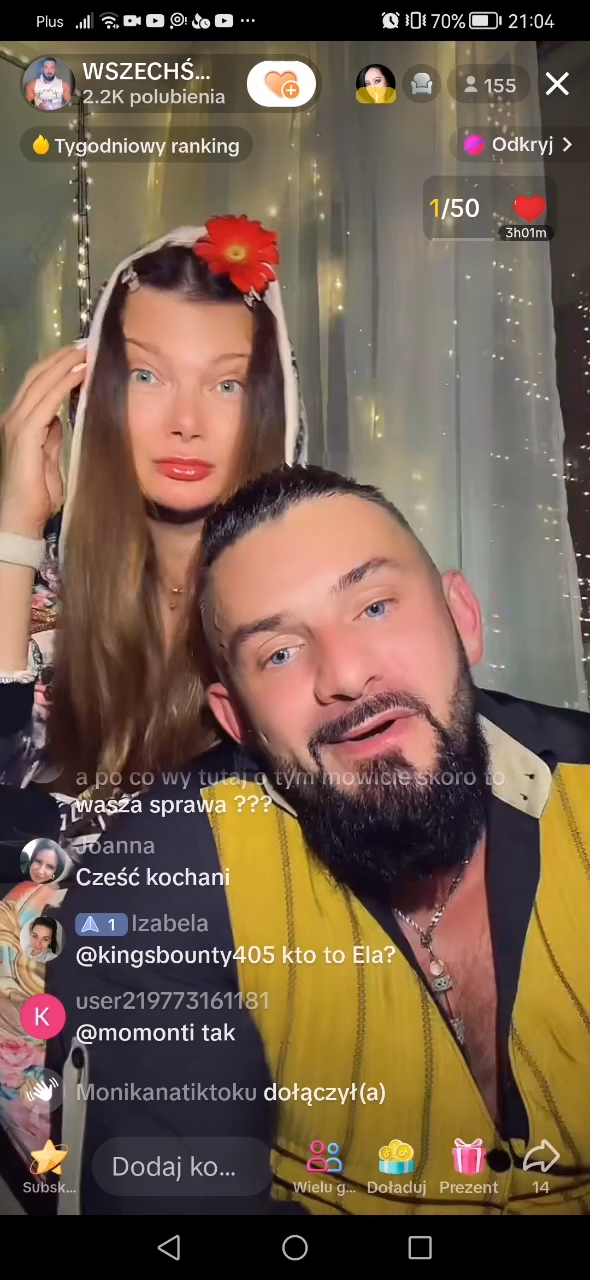 Plus 70% 21:04
WSZECHŚ...
2.2K polubienia
155
Tygodniowy ranking
Odkryj >
1/50
3h01m
a po co wy tutaj o tym mówicie skoro to
wasza sprawa ???
Joanna
Cześć kochani
1 Izabela
@kingsbounty405 kto to Ela?
K
user219773161181
@momonti tak
Monikanatiktoku dołączył(a)
Dodaj ko...
Subsk... Wielu g... Doładuj Prezent 14